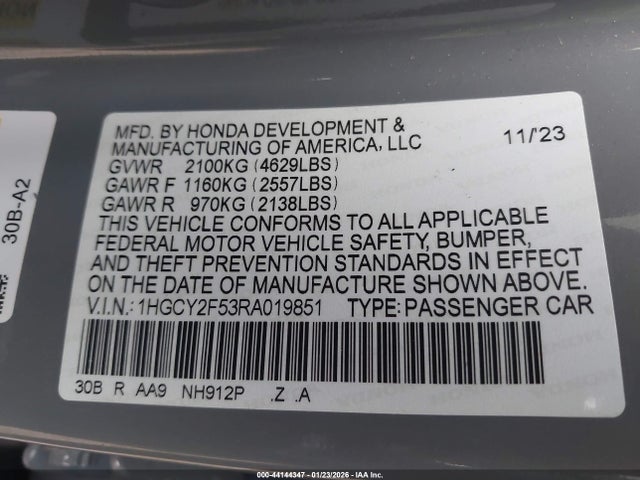 MFD. BY HONDA DEVELOPMENT &
MANUFACTURING OF AMERICA, LLC 11/'23
GVWR 2100KG (4629LBS)
GAWR F 1160KG (2557LBS)
GAWR R 970KG (2138LBS)
THIS VEHICLE CONFORMS TO ALL APPLICABLE
FEDERAL MOTOR VEHICLE SAFETY, BUMPER,
AND THEFT PREVENTION STANDARDS IN EFFECT
ON THE DATE OF MANUFACTURE SHOWN ABOVE.
V.I.N.: 1HGCY2F53RA019851 TYPE: PASSENGER CAR
30B R AA9 NH912P .Z .A
30B-A2
000-44144347 - 01/23/2026 - IAA Inc.